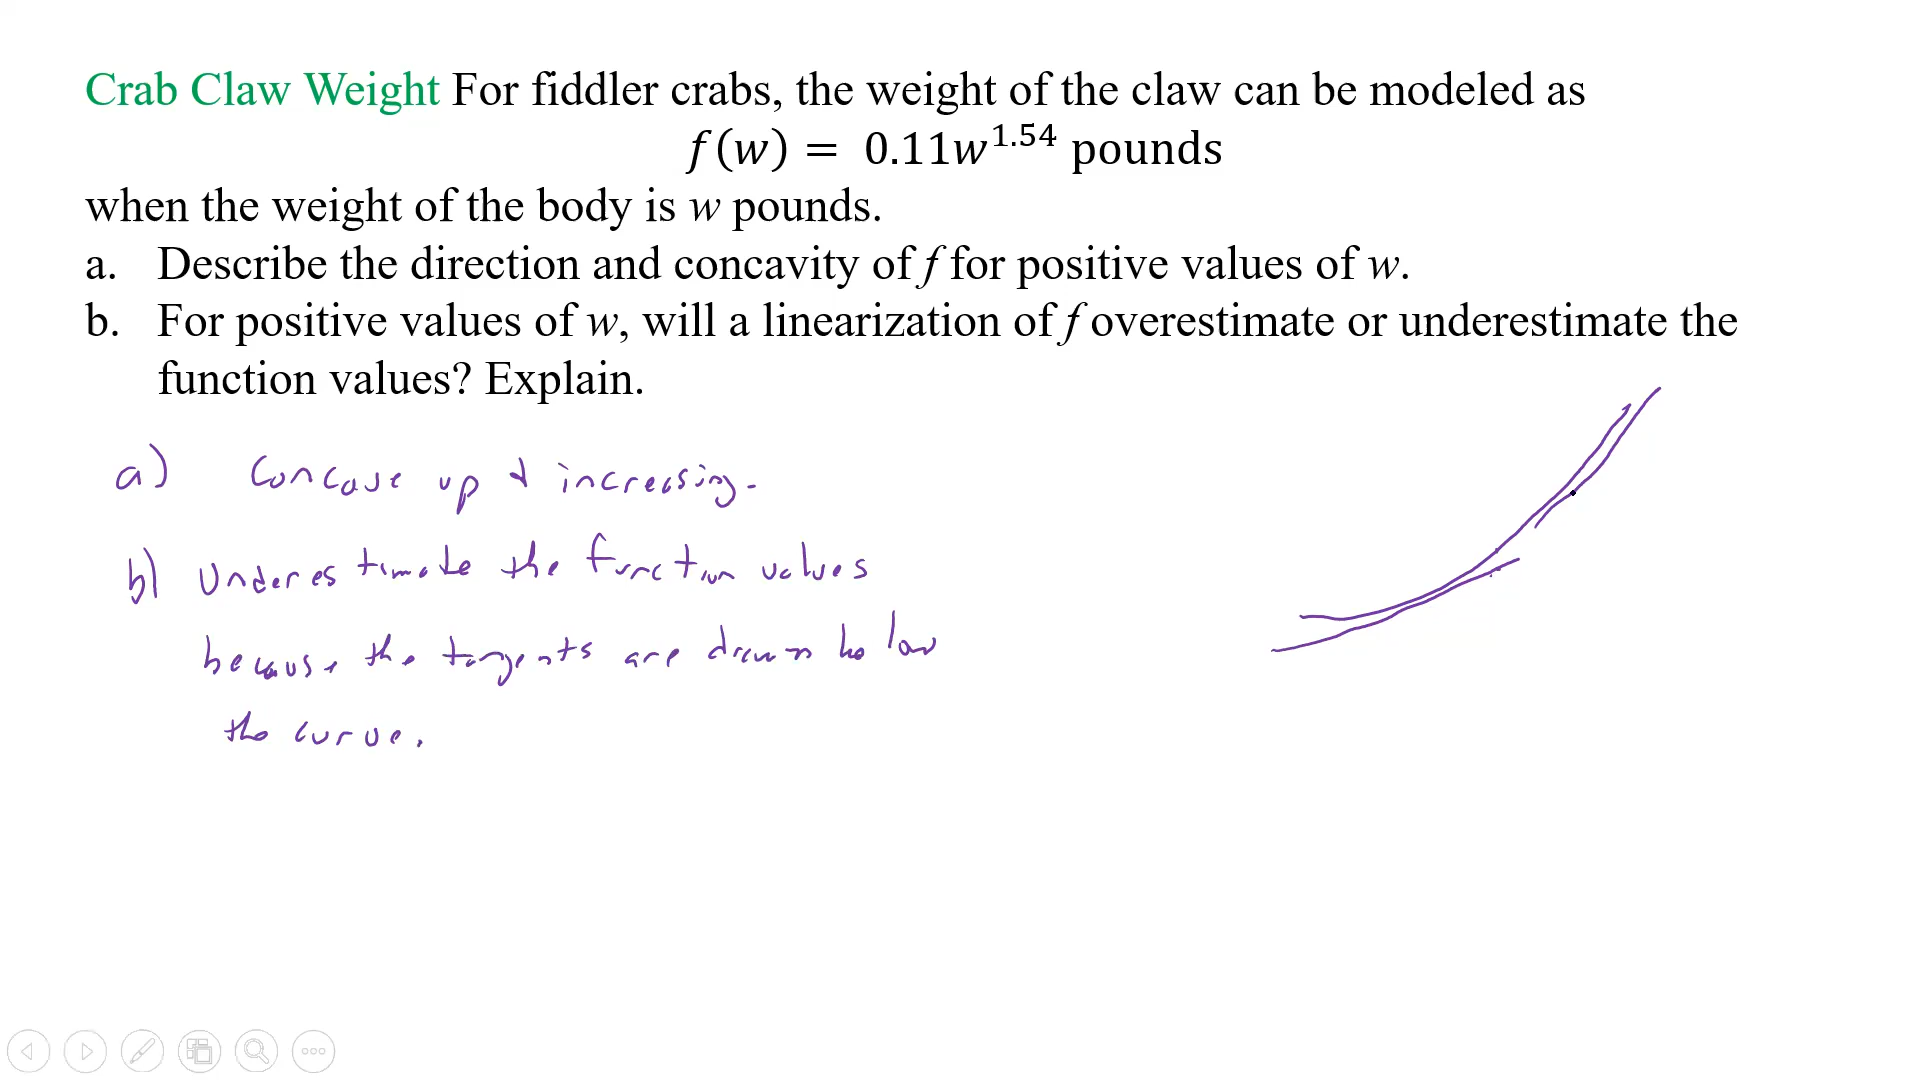 Crab Claw Weight For fiddler crabs, the weight of the claw can be modeled as
f(w) = 0.11w^1.54 pounds
when the weight of the body is w pounds.
a. Describe the direction and concavity of f for positive values of w.
b. For positive values of w, will a linearization of f overestimate or underestimate the
function values? Explain.
a) Concave up & increasing.
b) Underestimate the function values
because the tangents are drawn below
the curve.